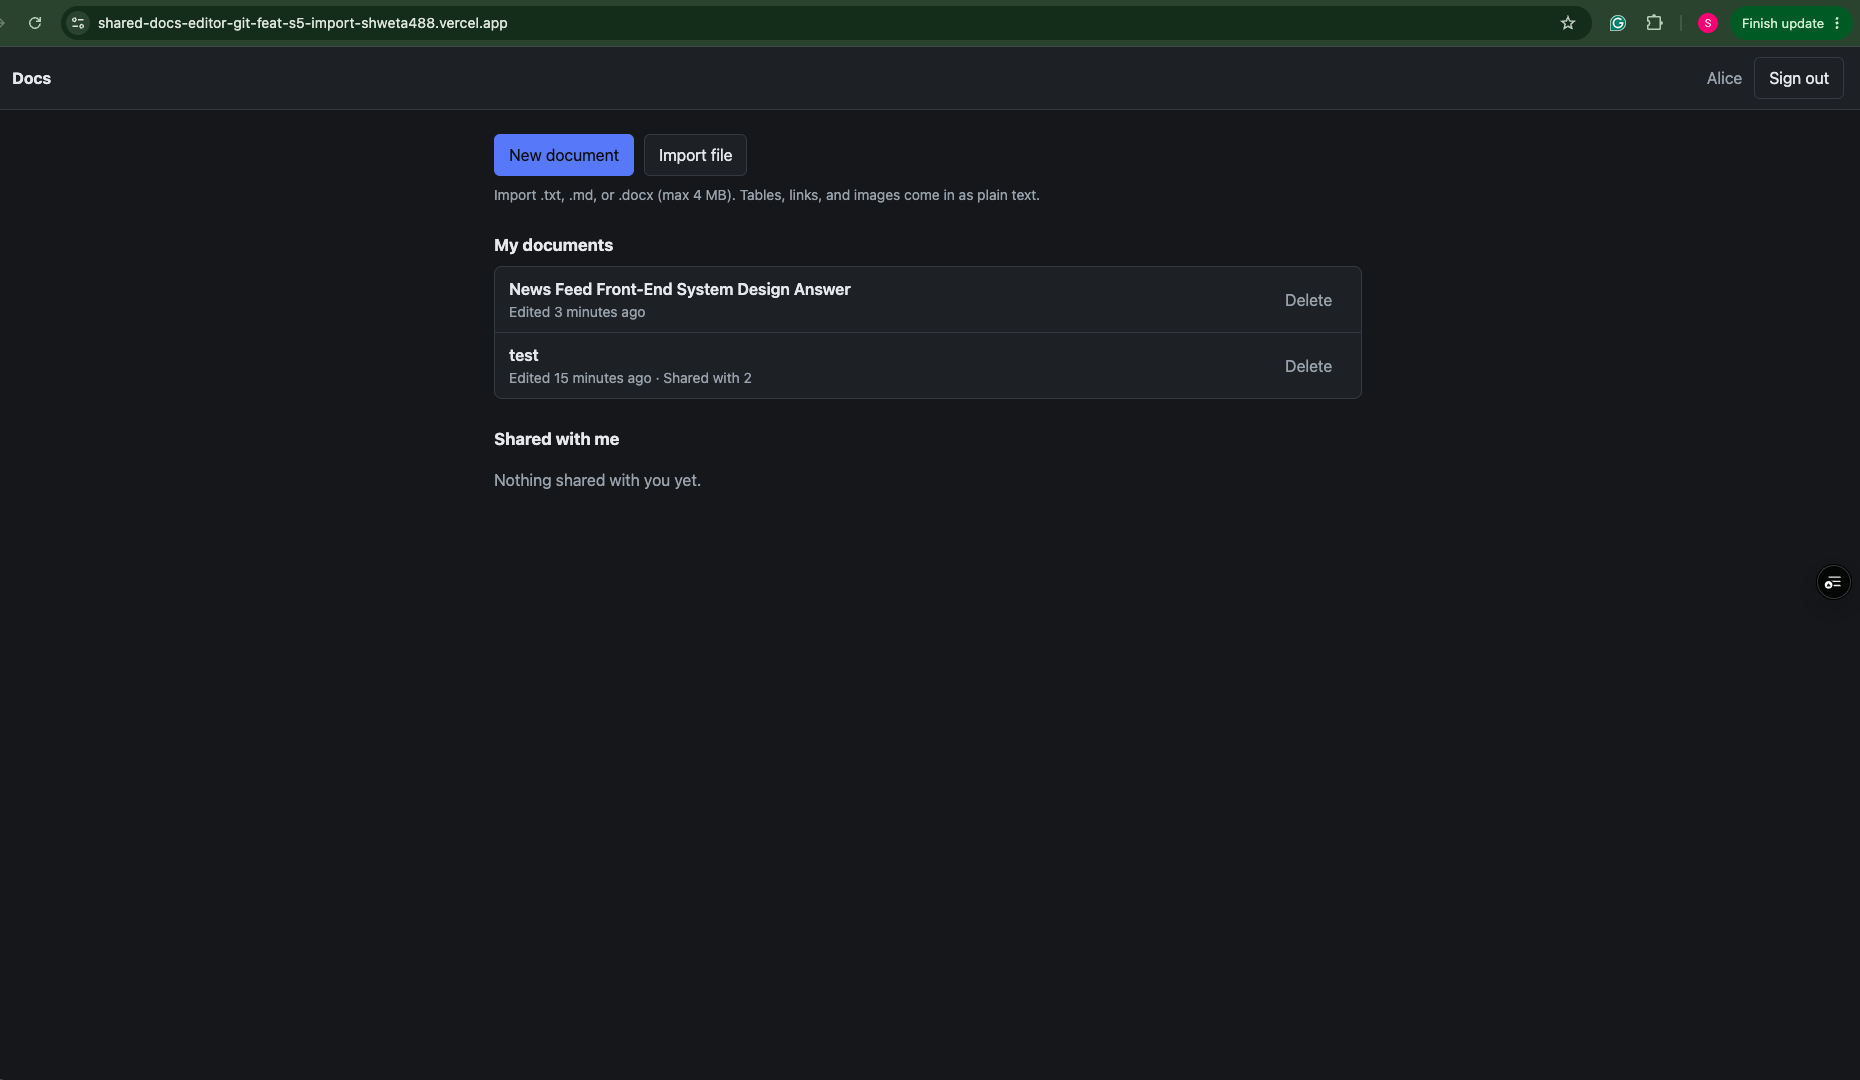 shared-docs-editor-git-feat-s5-import-shweta488.vercel.app
S
Finish update
Docs
Alice
Sign out
New document
Import file
Import .txt, .md, or .docx (max 4 MB). Tables, links, and images come in as plain text.
My documents
News Feed Front-End System Design Answer
Edited 3 minutes ago
Delete
test
Edited 15 minutes ago · Shared with 2
Delete
Shared with me
Nothing shared with you yet.